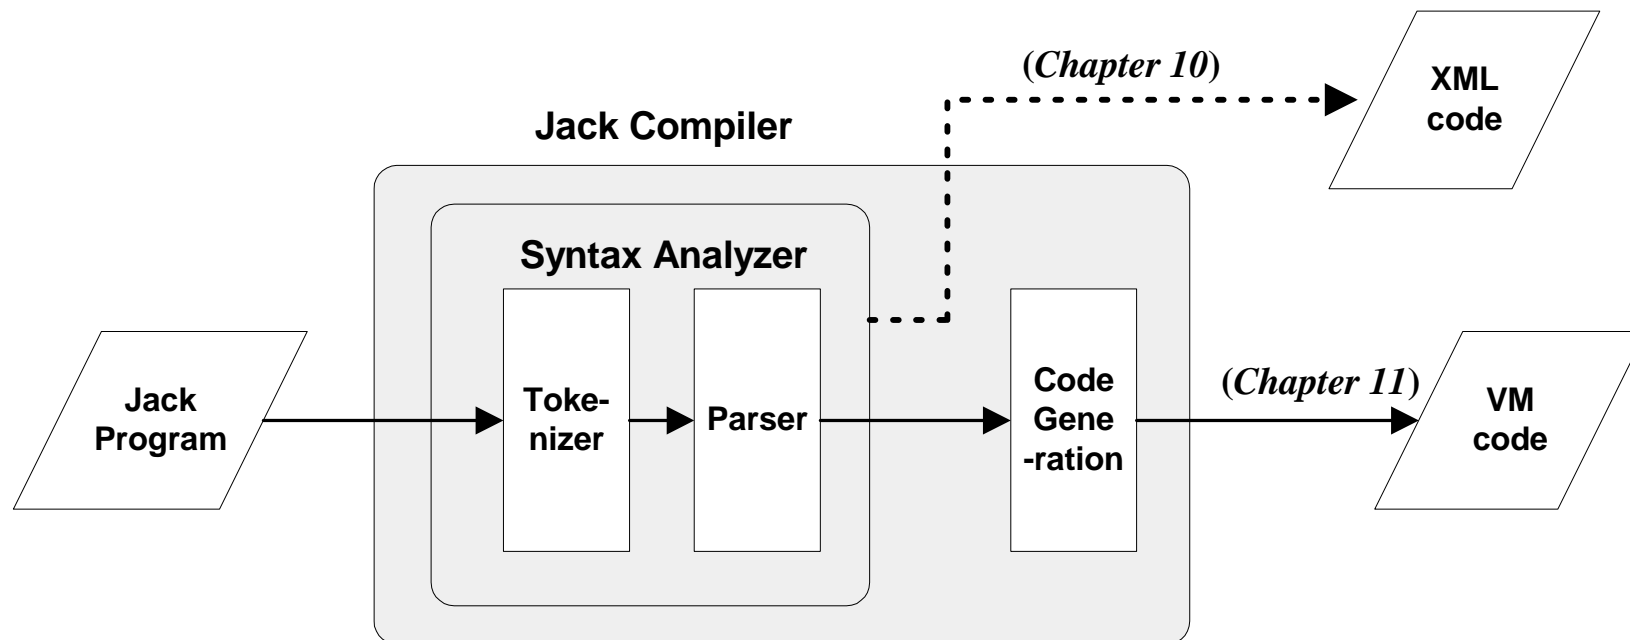 (Chapter 10)
XML
code
Jack Compiler
Syntax Analyzer
Jack
Program
Toke-
nizer
Parser
Code
Gene
-ration
(Chapter 11)
VM
code